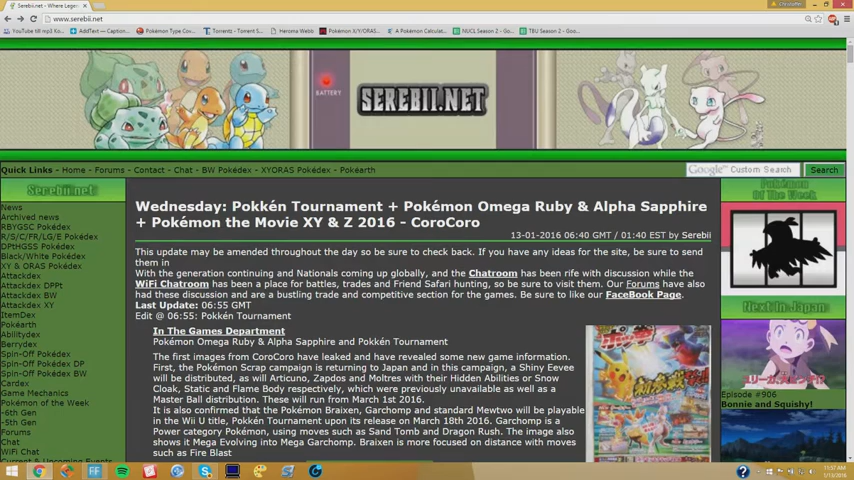 Serebii.net - Where Legen
www.serebii.net
YouTube till mp3 Ko...
AddText — Caption...
Pokémon Type Cov...
Torrentz - Torrent S...
Hercena Webb
Pokémon X/Y/ORAS...
A Pokémon Calculat...
NUCL Season 2 - Go...
TBU Season 2 - Go...
BATTERY
SEREBII.NET
Quick Links - Home - Forums - Contact - Chat - BW Pokédex - XYORAS Pokédex - Pokéarth
Google Custom Search
Search
Serebii.net
News
Archived news
RBYGSC Pokédex
R/S/C/FR/LG/E Pokédex
DPtHGSS Pokédex
Black/White Pokédex
XY & ORAS Pokédex
Attackdex
Attackdex DPPt
Attackdex BW
Attackdex XY
ItemDex
Pokéarth
Abilitydex
Berrydex
Spin-Off Pokédex
Spin-Off Pokédex DP
Spin-Off Pokédex BW
Cardex
Game Mechanics
Pokémon of the Week
-6th Gen
-5th Gen
Forums
Chat
WiFi Chat
Current & Upcoming Events
Wednesday: Pokkén Tournament + Pokémon Omega Ruby & Alpha Sapphire
+ Pokémon the Movie XY & Z 2016 - CoroCoro
13-01-2016 06:40 GMT / 01:40 EST by Serebii
This update may be amended throughout the day so be sure to check back. If you have any ideas for the site, be sure to send
them in
With the generation continuing and Nationals coming up globally, and the Chatroom has been rife with discussion while the
WiFi Chatroom has been a place for battles, trades and Friend Safari hunting, so be sure to visit them. Our Forums have also
had these discussion and are a bustling trade and competitive section for the games. Be sure to like our FaceBook Page.
Last Update: 06:55 GMT
Edit @ 06:55: Pokkén Tournament
In The Games Department
Pokémon Omega Ruby & Alpha Sapphire and Pokkén Tournament
The first images from CoroCoro have leaked and have revealed some new game information.
First, the Pokémon Scrap campaign is returning to Japan and in this campaign, a Shiny Eevee
will be distributed, as will Articuno, Zapdos and Moltres with their Hidden Abilities or Snow
Cloak, Static and Flame Body respectively, which were previously unavailable as well as a
Master Ball distribution. These will run from March 1st 2016.
It is also confirmed that the Pokémon Braixen, Garchomp and standard Mewtwo will be playable
in the Wii U title, Pokkén Tournament upon its release on March 18th 2016. Garchomp is a
Power category Pokémon, using moves such as Sand Tomb and Dragon Rush. The image also
shows it Mega Evolving into Mega Garchomp. Braixen is more focused on distance with moves
such as Fire Blast
Pokémon
Of The Week
Next In Japan:
Episode #906
Bonnie and Squishy!
11:57 AM
1/13/2016